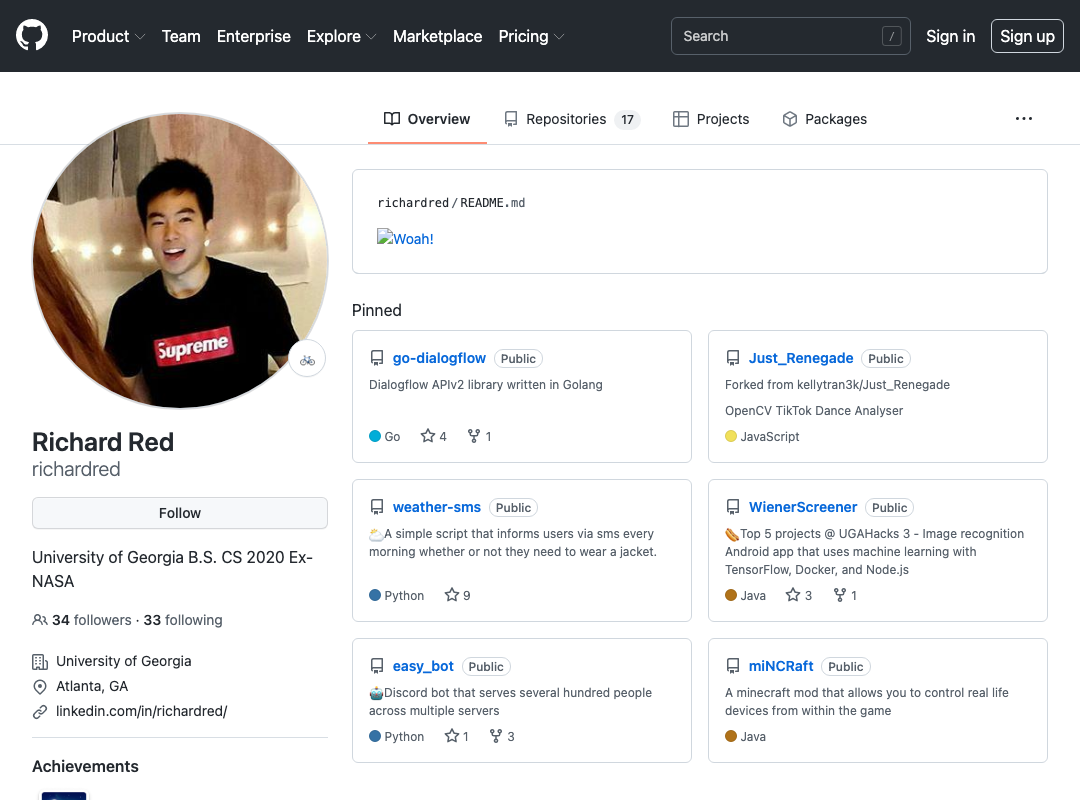 Product Team Enterprise Explore Marketplace Pricing Search / Sign in Sign up
Overview Repositories 17 Projects Packages
Supreme
Richard Red
richardred
Follow
University of Georgia B.S. CS 2020 Ex-
NASA
34 followers · 33 following
University of Georgia
Atlanta, GA
linkedin.com/in/richardred/
Achievements
richardred/README.md
Woah!
Pinned
go-dialogflow Public
Dialogflow APIv2 library written in Golang
Go 4 1
Just_Renegade Public
Forked from kellytran3k/Just_Renegade
OpenCV TikTok Dance Analyser
JavaScript
weather-sms Public
⛅A simple script that informs users via sms every
morning whether or not they need to wear a jacket.
Python 9
WienerScreener Public
🌭Top 5 projects @ UGAHacks 3 - Image recognition
Android app that uses machine learning with
TensorFlow, Docker, and Node.js
Java 3 1
easy_bot Public
🤖Discord bot that serves several hundred people
across multiple servers
Python 1 3
miNCRaft Public
A minecraft mod that allows you to control real life
devices from within the game
Java